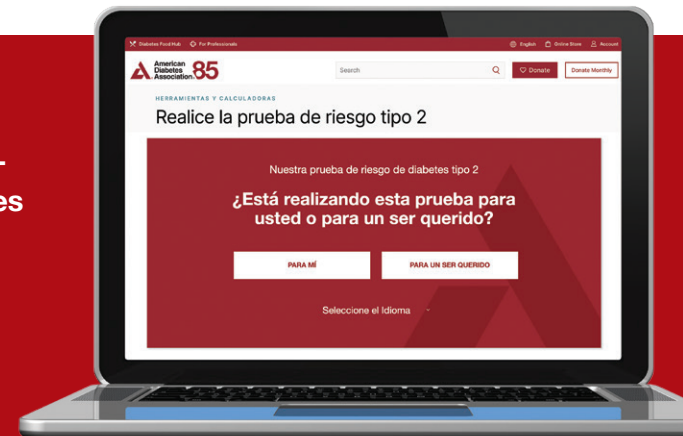 Diabetes Food Hub For Professionals English Online Store Account
American
Diabetes
Association.
85
Search
Donate
Donate Monthly
HERRAMIENTAS Y CALCULADORAS
Realice la prueba de riesgo tipo 2
Nuestra prueba de riesgo de diabetes tipo 2
¿Está realizando esta prueba para
usted o para un ser querido?
PARA MÍ
PARA UN SER QUERIDO
Seleccione el Idioma
es